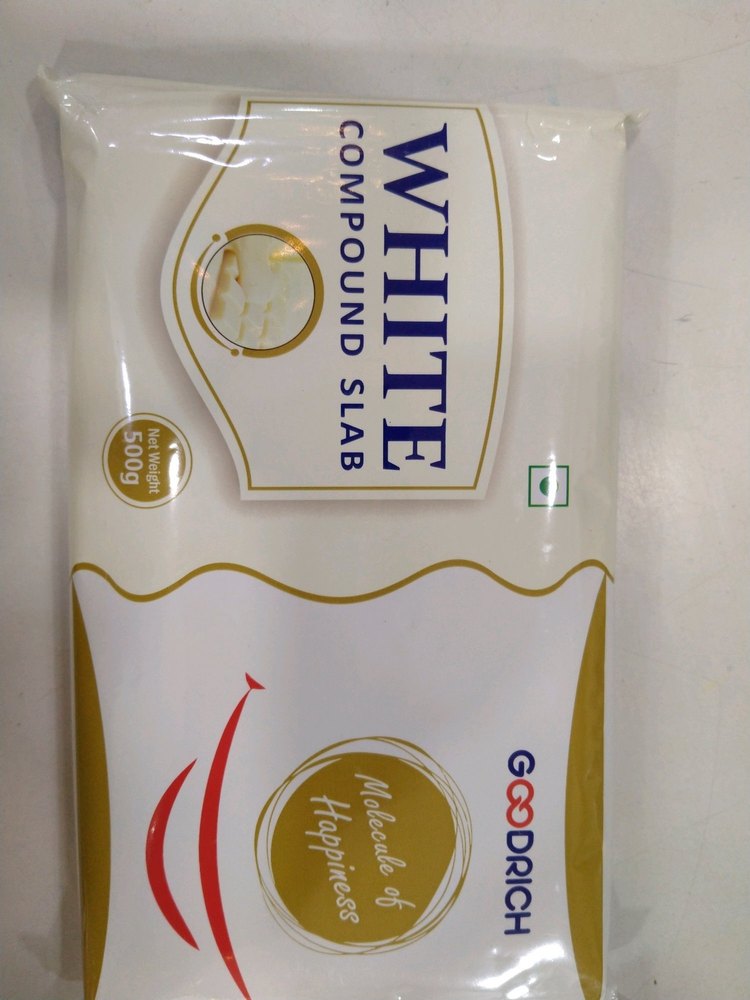 WHITE
COMPOUND SLAB
Net Weight
500g
GOODRICH
Molecule of
Happiness